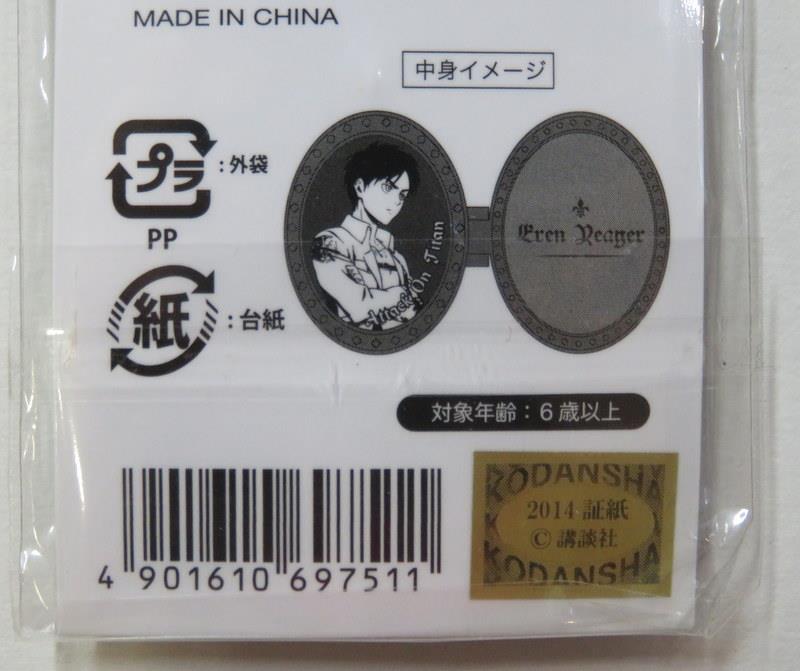 MADE IN CHINA
中身イメージ
プラ
:外袋
PP
紙
:台紙
Attack On Titan
Eren Yeager
対象年齢:6歳以上
4 901610 697511
KODANSHA
2014 証紙
©講談社
KODANSHA